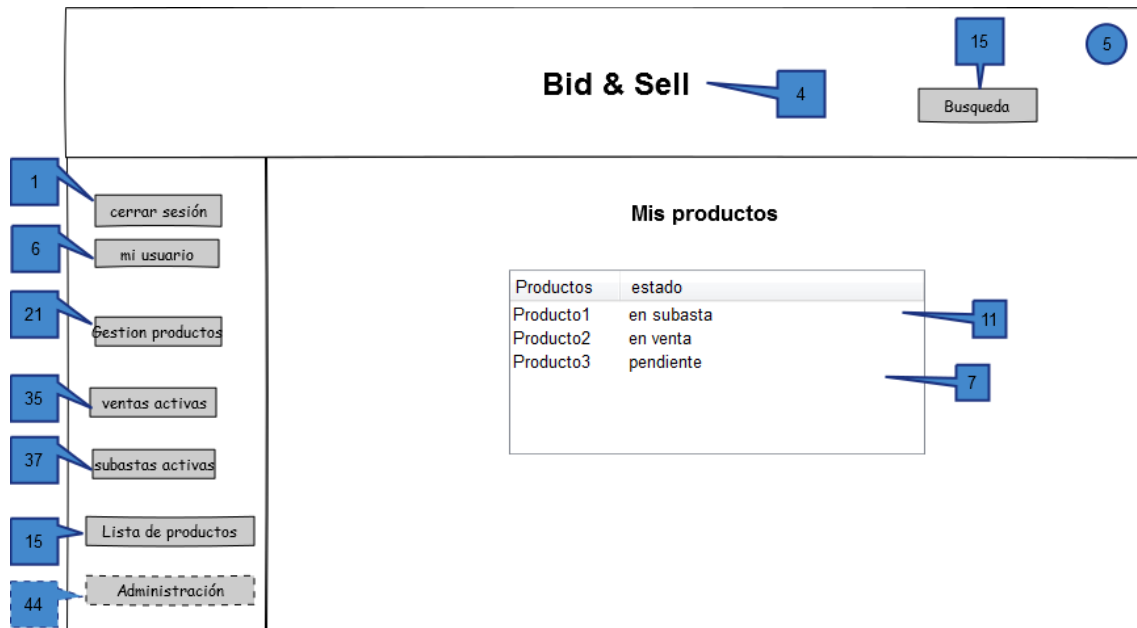 15
5
Bid & Sell
4
Busqueda
1
cerrar sesión
Mis productos
6
mi usuario
Productos estado
21
Gestion productos
Producto1 en subasta
11
Producto2 en venta
Producto3 pendiente
7
35
ventas activas
37
subastas activas
15
Lista de productos
44
Administración